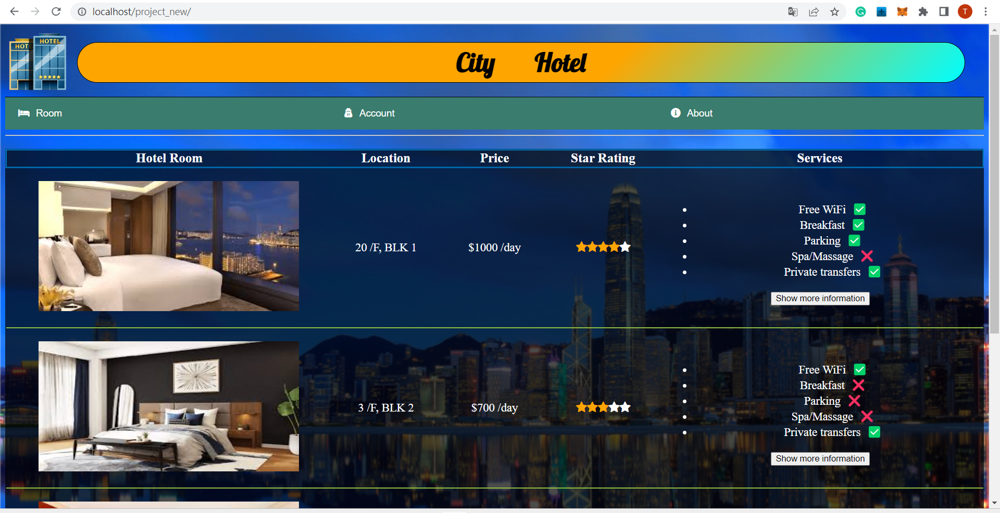 localhost/project_new/
T
HOTEL
HOT
City Hotel
Room Account About
Hotel Room Location Price Star Rating Services
20 /F, BLK 1 $1000 /day
Free WiFi
Breakfast
Parking
Spa/Massage
Private transfers
Show more information
3 /F, BLK 2 $700 /day
Free WiFi
Breakfast
Parking
Spa/Massage
Private transfers
Show more information